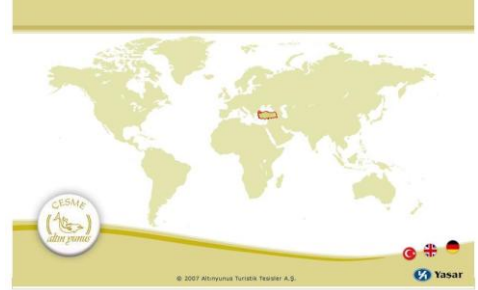 ÇEŞME
altın yunus
© 2007 Altınyunus Turistik Tesisler A.Ş.
Yaşar